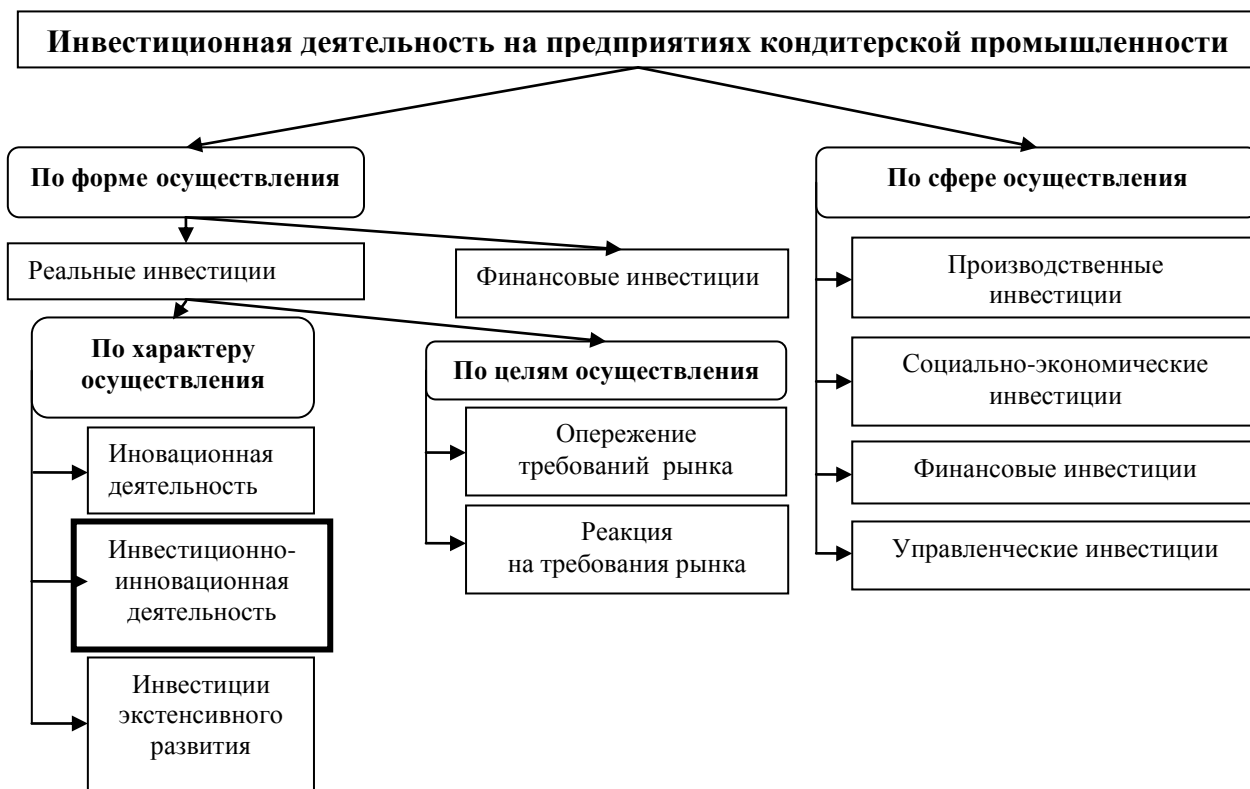 Инвестиционная деятельность на предприятиях кондитерской промышленности
По форме осуществления
По сфере осуществления
Реальные инвестиции
Финансовые инвестиции
Производственные
инвестиции
По характеру
осуществления
По целям осуществления
Социально-экономические
инвестиции
Иновационная
деятельность
Опережение
требований рынка
Финансовые инвестиции
Инвестиционно-
инновационная
деятельность
Реакция
на требования рынка
Управленческие инвестиции
Инвестиции
экстенсивного
развития